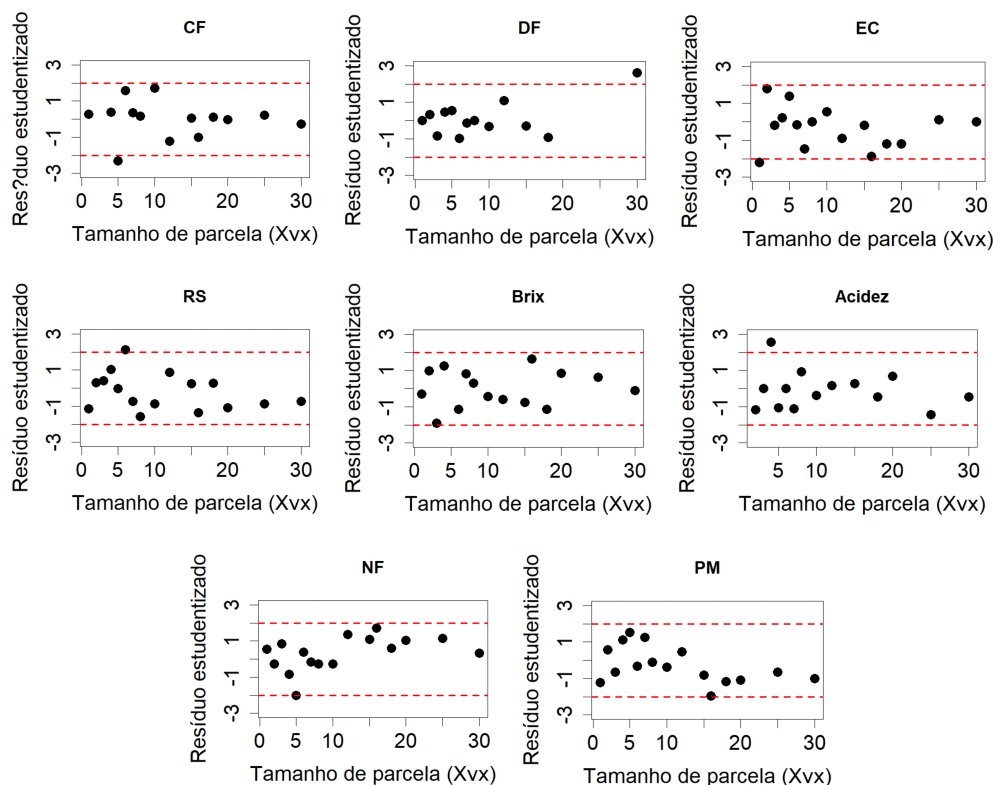 CF
Res?duo estudentizado
3
1
-1
-3
0
5
10
20
30
Tamanho de parcela (Xvx)
DF
Resíduo estudentizado
3
1
-1
-3
0
5
10
20
30
Tamanho de parcela (Xvx)
EC
Resíduo estudentizado
3
1
-1
-3
0
5
10
20
30
Tamanho de parcela (Xvx)
RS
Resíduo estudentizado
3
1
-1
-3
0
5
10
20
30
Tamanho de parcela (Xvx)
Brix
Resíduo estudentizado
3
1
-1
-3
0
5
10
20
30
Tamanho de parcela (Xvx)
Acidez
Resíduo estudentizado
3
1
-1
-3
5
10
20
30
Tamanho de parcela (Xvx)
NF
Resíduo estudentizado
3
1
-1
-3
0
5
10
20
30
Tamanho de parcela (Xvx)
PM
Resíduo estudentizado
3
1
-1
-3
0
5
10
20
30
Tamanho de parcela (Xvx)